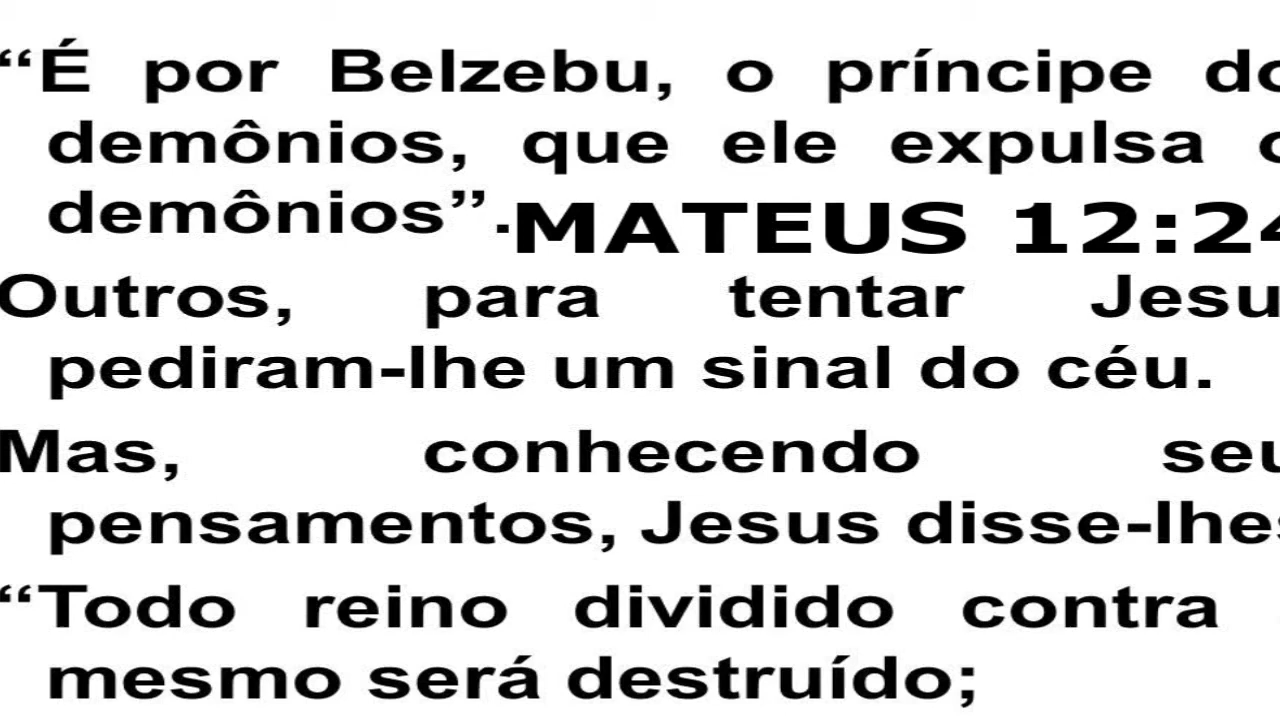 “É por Belzebu, o príncipe do
demônios, que ele expulsa
demônios”.MATEUS 12:24
Outros, para tentar Jesu
pediram-lhe um sinal do céu.
Mas, conhecendo seu
pensamentos, Jesus disse-lhes
“Todo reino dividido contra
mesmo será destruído;